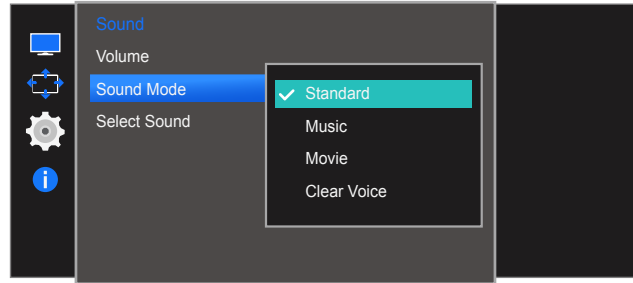 Sound
Volume
Sound Mode
Select Sound
Standard
Music
Movie
Clear Voice